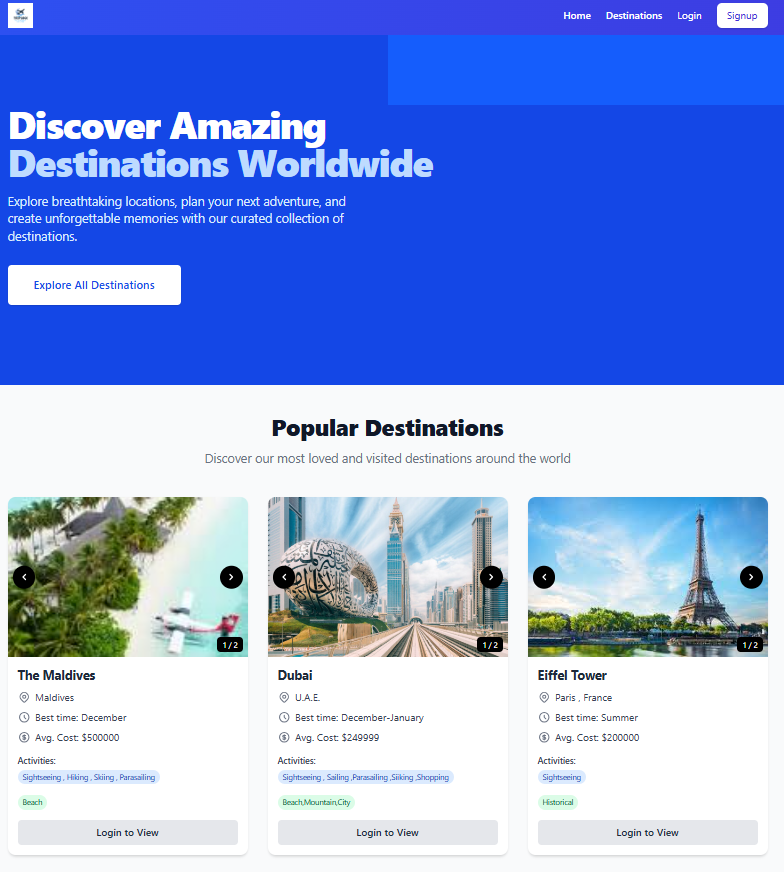 Home
Destinations
Login
Signup
Discover Amazing
Destinations Worldwide
Explore breathtaking locations, plan your next adventure, and
create unforgettable memories with our curated collection of
destinations.
Explore All Destinations
Popular Destinations
Discover our most loved and visited destinations around the world
1 / 2
1 / 2
1 / 2
The Maldives
Maldives
Best time: December
Avg. Cost: $500000
Activities:
Sightseeing , Hiking , Skiing , Parasailing
Beach
Login to View
Dubai
U.A.E.
Best time: December-January
Avg. Cost: $249999
Activities:
Sightseeing , Sailing ,Parasailing ,Siiking ,Shopping
Beach,Mountain,City
Login to View
Eiffel Tower
Paris , France
Best time: Summer
Avg. Cost: $200000
Activities:
Sightseeing
Historical
Login to View